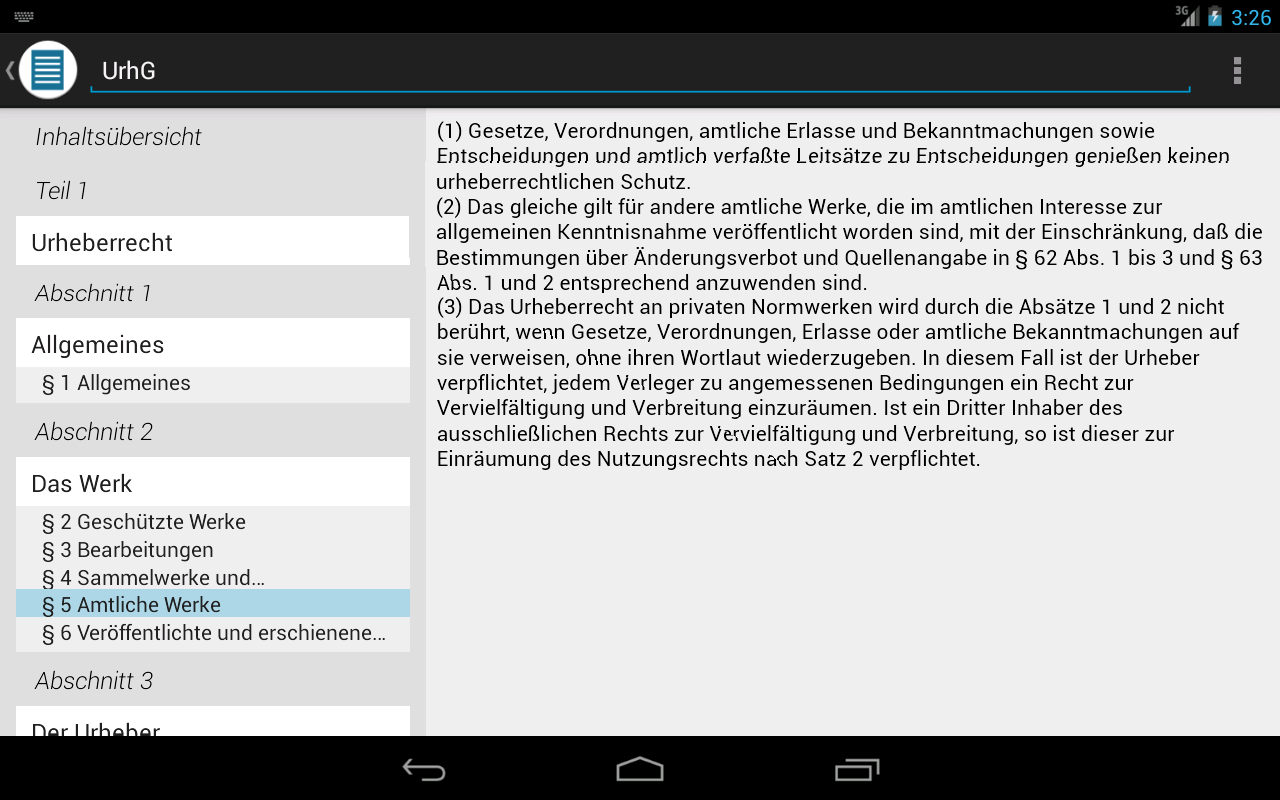 3G 3:26
UrhG
Inhaltsübersicht
Teil 1
Urheberrecht
Abschnitt 1
Allgemeines
§ 1 Allgemeines
Abschnitt 2
Das Werk
§ 2 Geschützte Werke
§ 3 Bearbeitungen
§ 4 Sammelwerke und...
§ 5 Amtliche Werke
§ 6 Veröffentlichte und erschienene...
Abschnitt 3
Der Urheber
(1) Gesetze, Verordnungen, amtliche Erlasse und Bekanntmachungen sowie
Entscheidungen und amtlich verfaßte Leitsätze zu Entscheidungen genießen keinen
urheberrechtlichen Schutz.
(2) Das gleiche gilt für andere amtliche Werke, die im amtlichen Interesse zur
allgemeinen Kenntnisnahme veröffentlicht worden sind, mit der Einschränkung, daß die
Bestimmungen über Änderungsverbot und Quellenangabe in § 62 Abs. 1 bis 3 und § 63
Abs. 1 und 2 entsprechend anzuwenden sind.
(3) Das Urheberrecht an privaten Normwerken wird durch die Absätze 1 und 2 nicht
berührt, wenn Gesetze, Verordnungen, Erlasse oder amtliche Bekanntmachungen auf
sie verweisen, ohne ihren Wortlaut wiederzugeben. In diesem Fall ist der Urheber
verpflichtet, jedem Verleger zu angemessenen Bedingungen ein Recht zur
Vervielfältigung und Verbreitung einzuräumen. Ist ein Dritter Inhaber des
ausschließlichen Rechts zur Vervielfältigung und Verbreitung, so ist dieser zur
Einräumung des Nutzungsrechts nach Satz 2 verpflichtet.